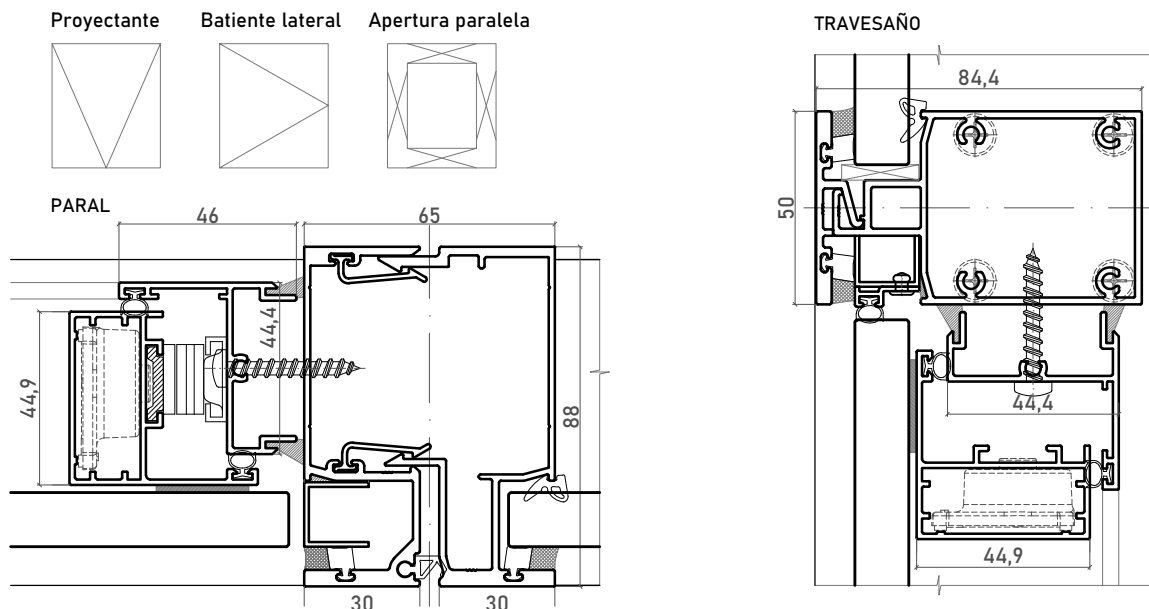 Proyectante
Batiente lateral
Apertura paralela
PARAL
46
65
44,4
44,9
88
30
30
TRAVESAÑO
84,4
50
44,4
44,9